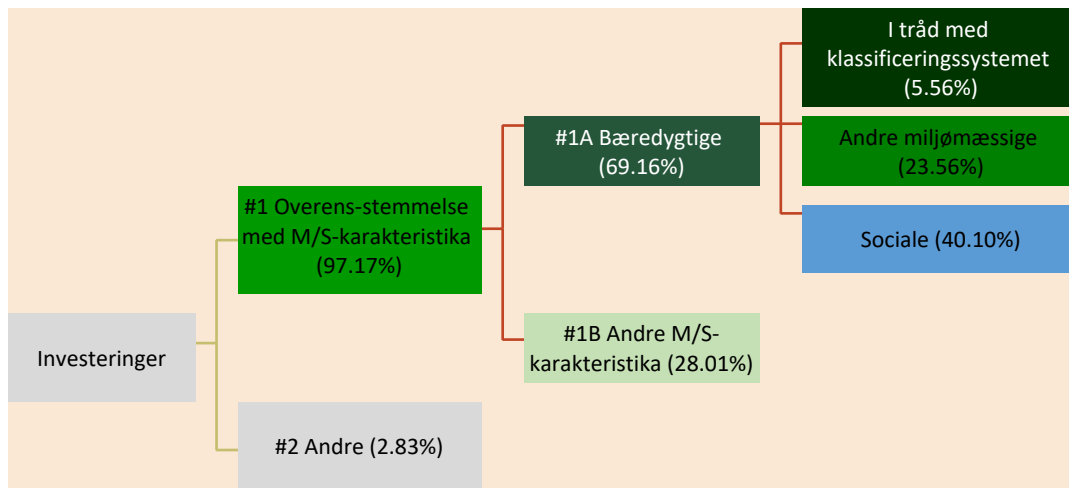 I tråd med
klassificeringssystemet
(5.56%)
#1A Bæredygtige
(69.16%)
Andre miljømæssige
(23.56%)
#1 Overens-stemmelse
med M/S-karakteristika
(97.17%)
Sociale (40.10%)
Investeringer
#1B Andre M/S-
karakteristika (28.01%)
#2 Andre (2.83%)